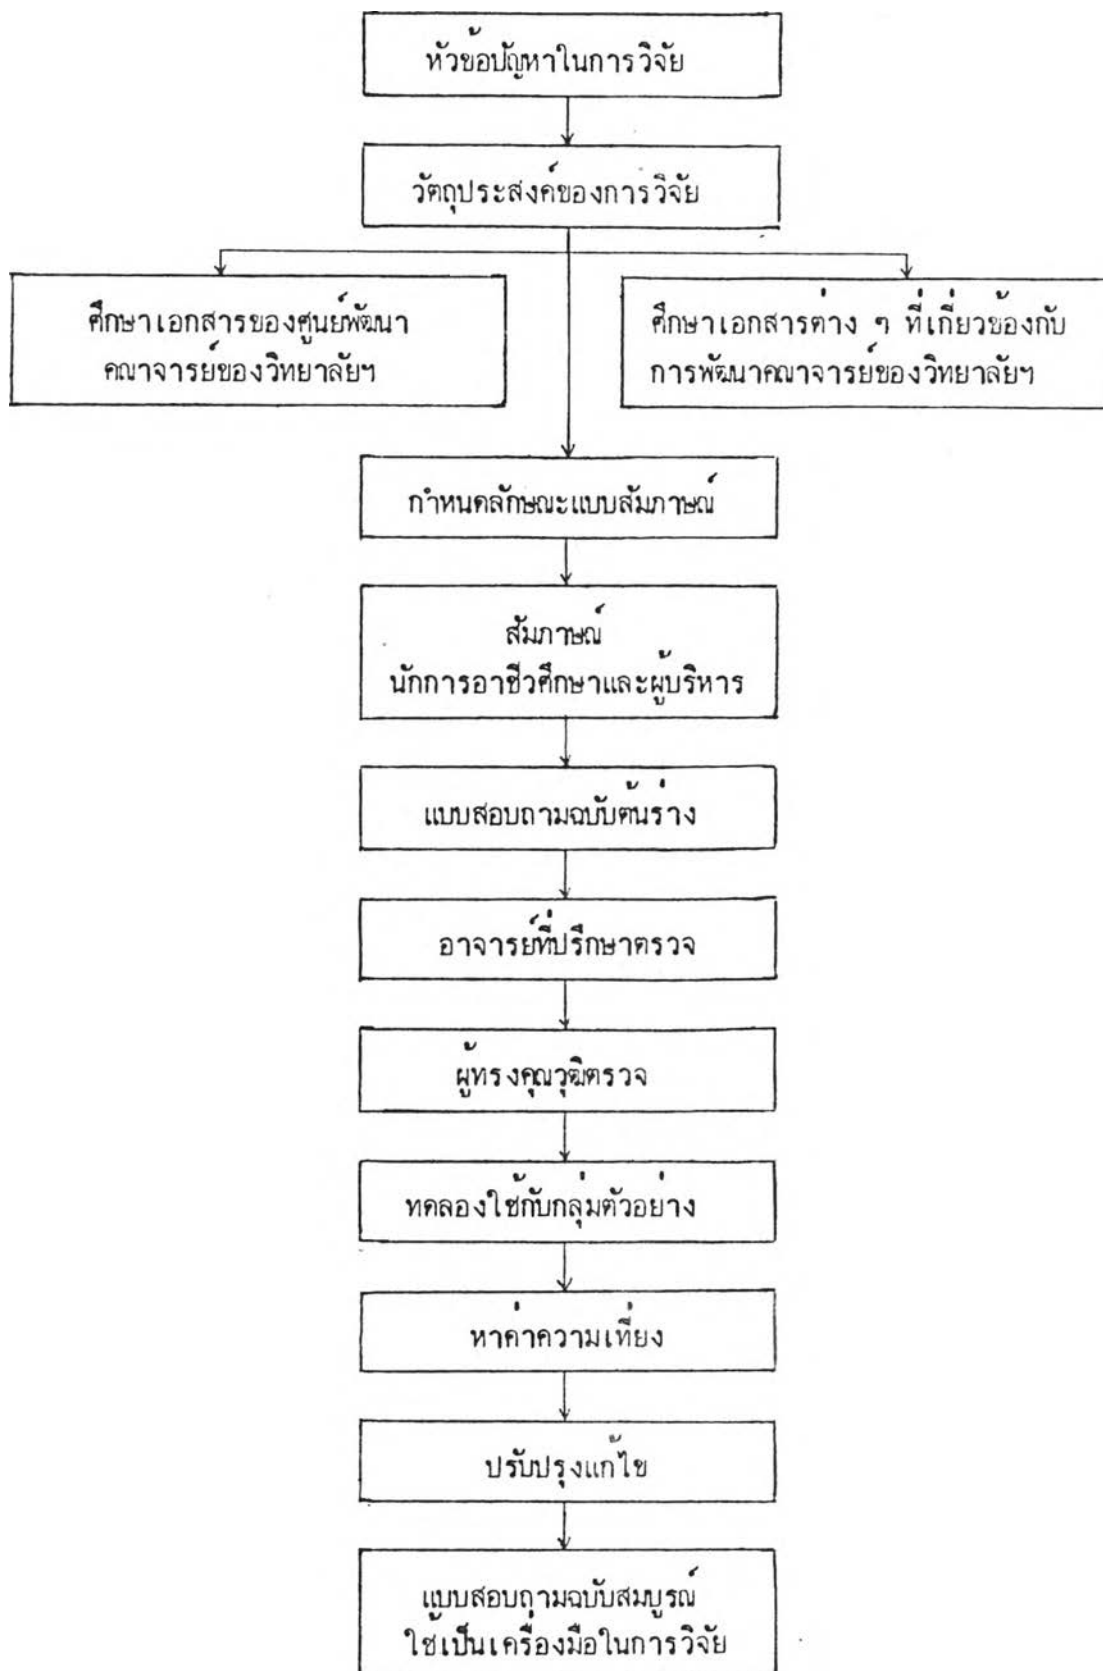 หัวข้อปัญหาในการวิจัย
วัตถุประสงค์ของการวิจัย
ศึกษาเอกสารของศูนย์พัฒนา
คณาจารย์ของวิทยาลัยฯ
ศึกษาเอกสารต่าง ๆ ที่เกี่ยวข้องกับ
การพัฒนาคณาจารย์ของวิทยาลัยฯ
กำหนดลักษณะแบบสัมภาษณ์
สัมภาษณ์
นักการอาชีวศึกษาและผู้บริหาร
แบบสอบถามฉบับต้นร่าง
อาจารย์ที่ปรึกษาตรวจ
ผู้ทรงคุณวุฒิตรวจ
ทดลองใช้กับกลุ่มตัวอย่าง
หาค่าความเที่ยง
ปรับปรุงแก้ไข
แบบสอบถามฉบับสมบูรณ์
ใช้เป็นเครื่องมือในการวิจัย